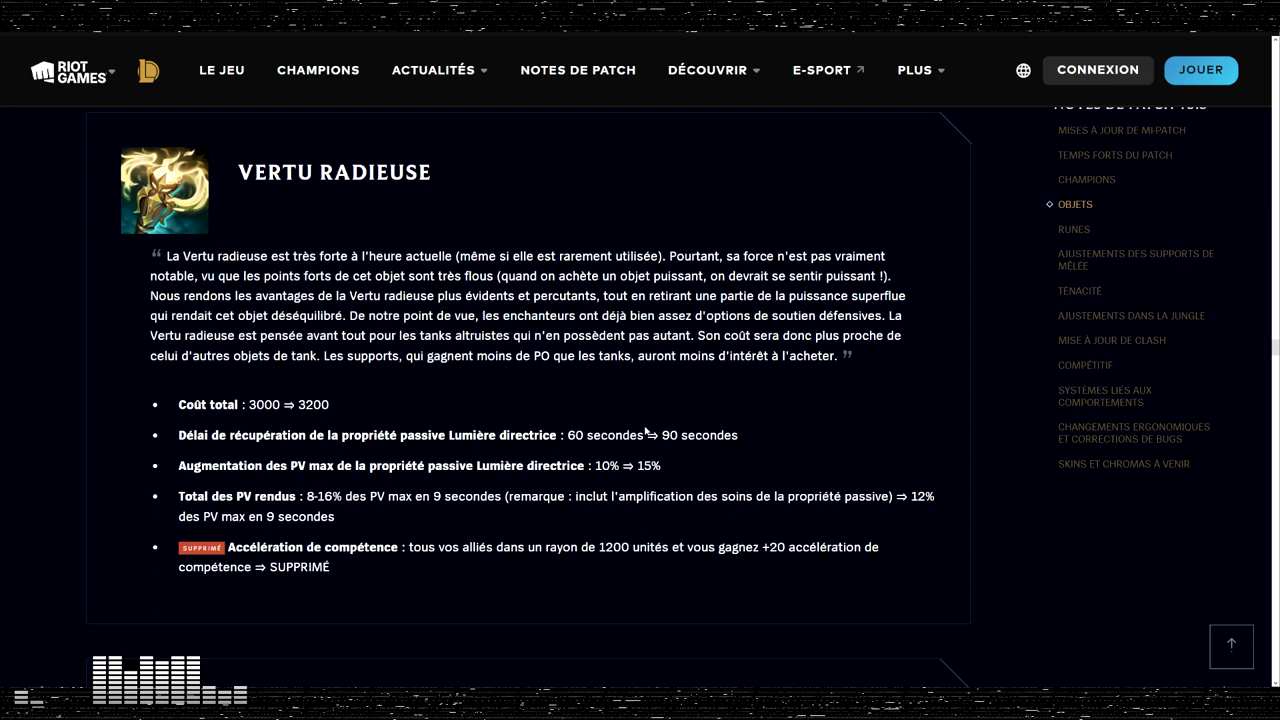 RIOT GAMES
LE JEU
CHAMPIONS
ACTUALITÉS
NOTES DE PATCH
DÉCOUVRIR
E-SPORT
PLUS
CONNEXION
JOUER
VERTU RADIEUSE
“ La Vertu radieuse est très forte à l'heure actuelle (même si elle est rarement utilisée). Pourtant, sa force n'est pas vraiment
notable, vu que les points forts de cet objet sont très flous (quand on achète un objet puissant, on devrait se sentir puissant !).
Nous rendons les avantages de la Vertu radieuse plus évidents et percutants, tout en retirant une partie de la puissance superflue
qui rendait cet objet déséquilibré. De notre point de vue, les enchanteurs ont déjà bien assez d'options de soutien défensives. La
Vertu radieuse est pensée avant tout pour les tanks altruistes qui n'en possèdent pas autant. Son coût sera donc plus proche de
celui d'autres objets de tank. Les supports, qui gagnent moins de PO que les tanks, auront moins d'intérêt à l'acheter. ”
• Coût total : 3000 ⇒ 3200
• Délai de récupération de la propriété passive Lumière directrice : 60 secondes ⇒ 90 secondes
• Augmentation des PV max de la propriété passive Lumière directrice : 10% ⇒ 15%
• Total des PV rendus : 8-16% des PV max en 9 secondes (remarque : inclut l'amplification des soins de la propriété passive) ⇒ 12%
des PV max en 9 secondes
• SUPPRIMÉ Accélération de compétence : tous vos alliés dans un rayon de 1200 unités et vous gagnez +20 accélération de
compétence ⇒ SUPPRIMÉ
NOTES DE PATCH
MISES À JOUR DE MI-PATCH
TEMPS FORTS DU PATCH
CHAMPIONS
OBJETS
RUNES
AJUSTEMENTS DES SUPPORTS DE
MÊLÉE
TÉNACITÉ
AJUSTEMENTS DANS LA JUNGLE
MISE À JOUR DE CLASH
COMPÉTITIF
SYSTÈMES LIÉS AUX
COMPORTEMENTS
CHANGEMENTS ERGONOMIQUES
ET CORRECTIONS DE BUGS
SKINS ET CHROMAS À VENIR